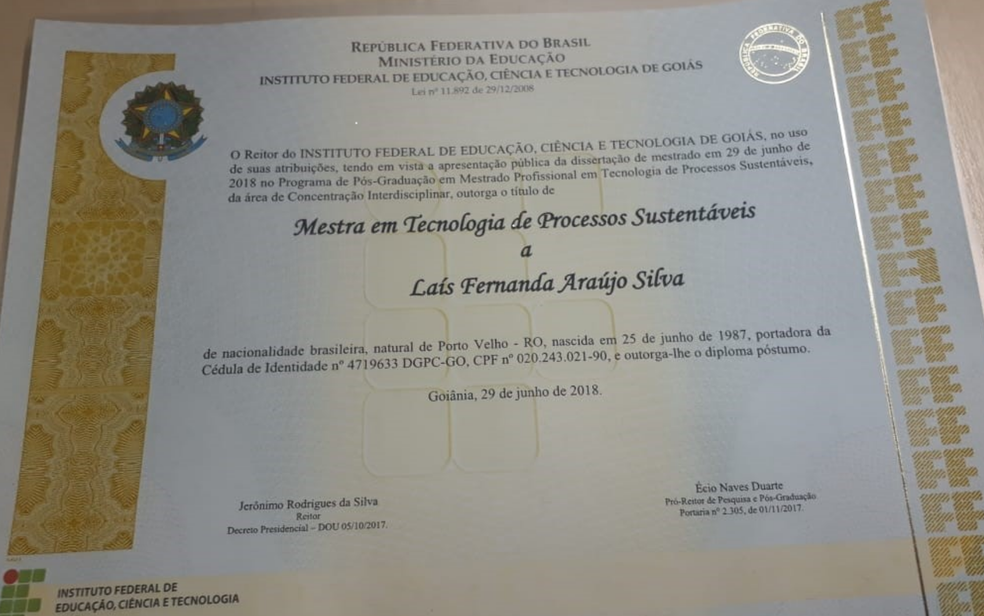 REPÚBLICA FEDERATIVA DO BRASIL
MINISTÉRIO DA EDUCAÇÃO
INSTITUTO FEDERAL DE EDUCAÇÃO, CIÊNCIA E TECNOLOGIA DE GOIÁS
Lei nº 11.892 de 29/12/2008
REPÚBLICA FEDERATIVA DO BRASIL
O Reitor do INSTITUTO FEDERAL DE EDUCAÇÃO, CIÊNCIA E TECNOLOGIA DE GOIÁS, no uso
de suas atribuições, tendo em vista a apresentação pública da dissertação de mestrado em 29 de junho de
2018 no Programa de Pós-Graduação em Mestrado Profissional em Tecnologia de Processos Sustentáveis,
da área de Concentração Interdisciplinar, outorga o título de
Mestra em Tecnologia de Processos Sustentáveis
a
Laís Fernanda Araújo Silva
de nacionalidade brasileira, natural de Porto Velho - RO, nascida em 25 de junho de 1987, portadora da
Cédula de Identidade nº 4719633 DGPC-GO, CPF nº 020.243.021-90, e outorga-lhe o diploma póstumo.
Goiânia, 29 de junho de 2018.
Jerônimo Rodrigues da Silva
Reitor
Decreto Presidencial – DOU 05/10/2017.
Écio Naves Duarte
Pró-Reitor de Pesquisa e Pós-Graduação
Portaria nº 2.305, de 01/11/2017.
INSTITUTO FEDERAL DE
EDUCAÇÃO, CIÊNCIA E TECNOLOGIA